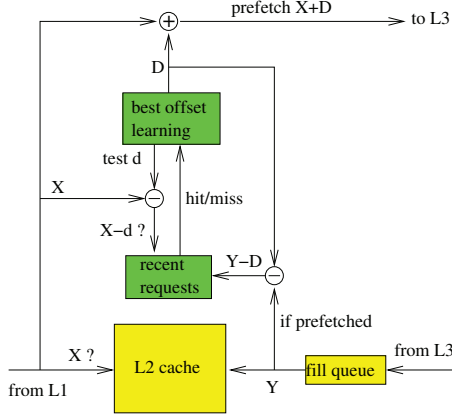 prefetch X+D
to L3
+
D
best offset
learning
test d
X
−
hit/miss
X−d ?
recent
requests
Y−D
−
if prefetched
X ?
L2 cache
from L3
fill queue
from L1
Y